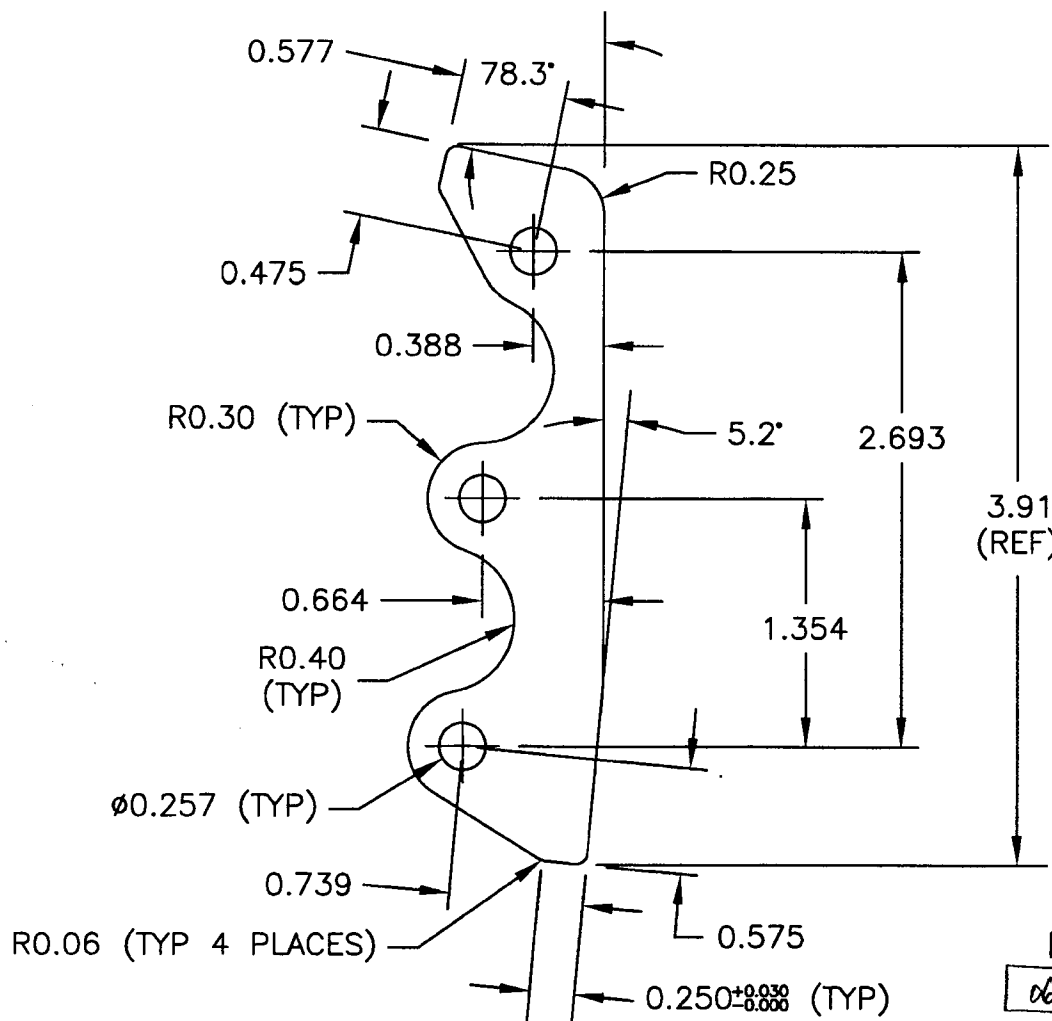 0.577
78.3°
R0.25
0.475
0.388
R0.30 (TYP)
5.2°
2.693
3.91
(REF)
0.664
1.354
R0.40
(TYP)
Ø0.257 (TYP)
0.739
R0.06 (TYP 4 PLACES)
0.575
0.250 +0.030 -0.000 (TYP)